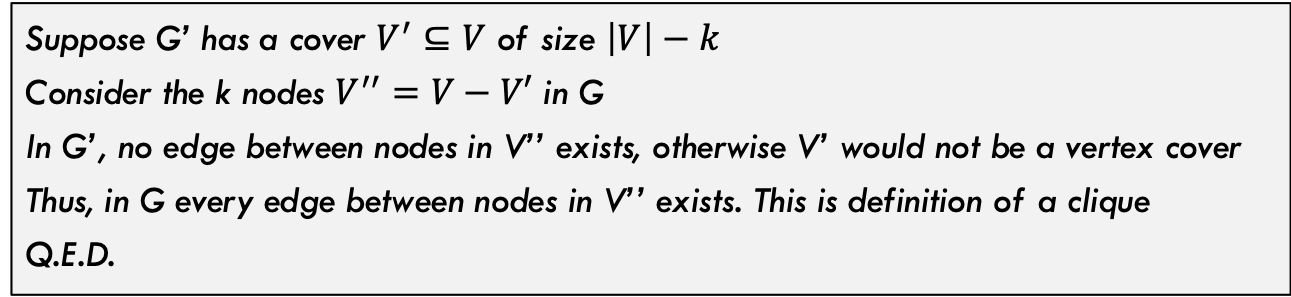 Suppose G’ has a cover 𝑉′ ⊆ 𝑉 of size |𝑉| − 𝑘
Consider the k nodes 𝑉′′ = 𝑉 − 𝑉′ in G
In G’, no edge between nodes in V’’ exists, otherwise V’ would not be a vertex cover
Thus, in G every edge between nodes in V’’ exists. This is definition of a clique
Q.E.D.